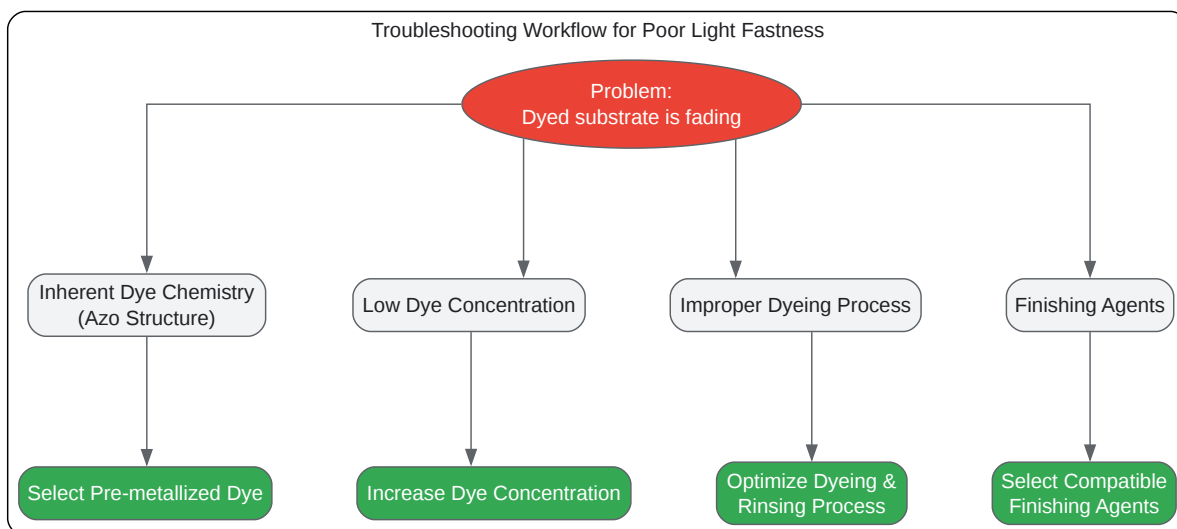 Troubleshooting Workflow for Poor Light Fastness
Problem:
Dyed substrate is fading
Inherent Dye Chemistry
(Azo Structure)
Low Dye Concentration
Improper Dyeing Process
Finishing Agents
Select Pre-metallized Dye
Increase Dye Concentration
Optimize Dyeing &
Rinsing Process
Select Compatible
Finishing Agents